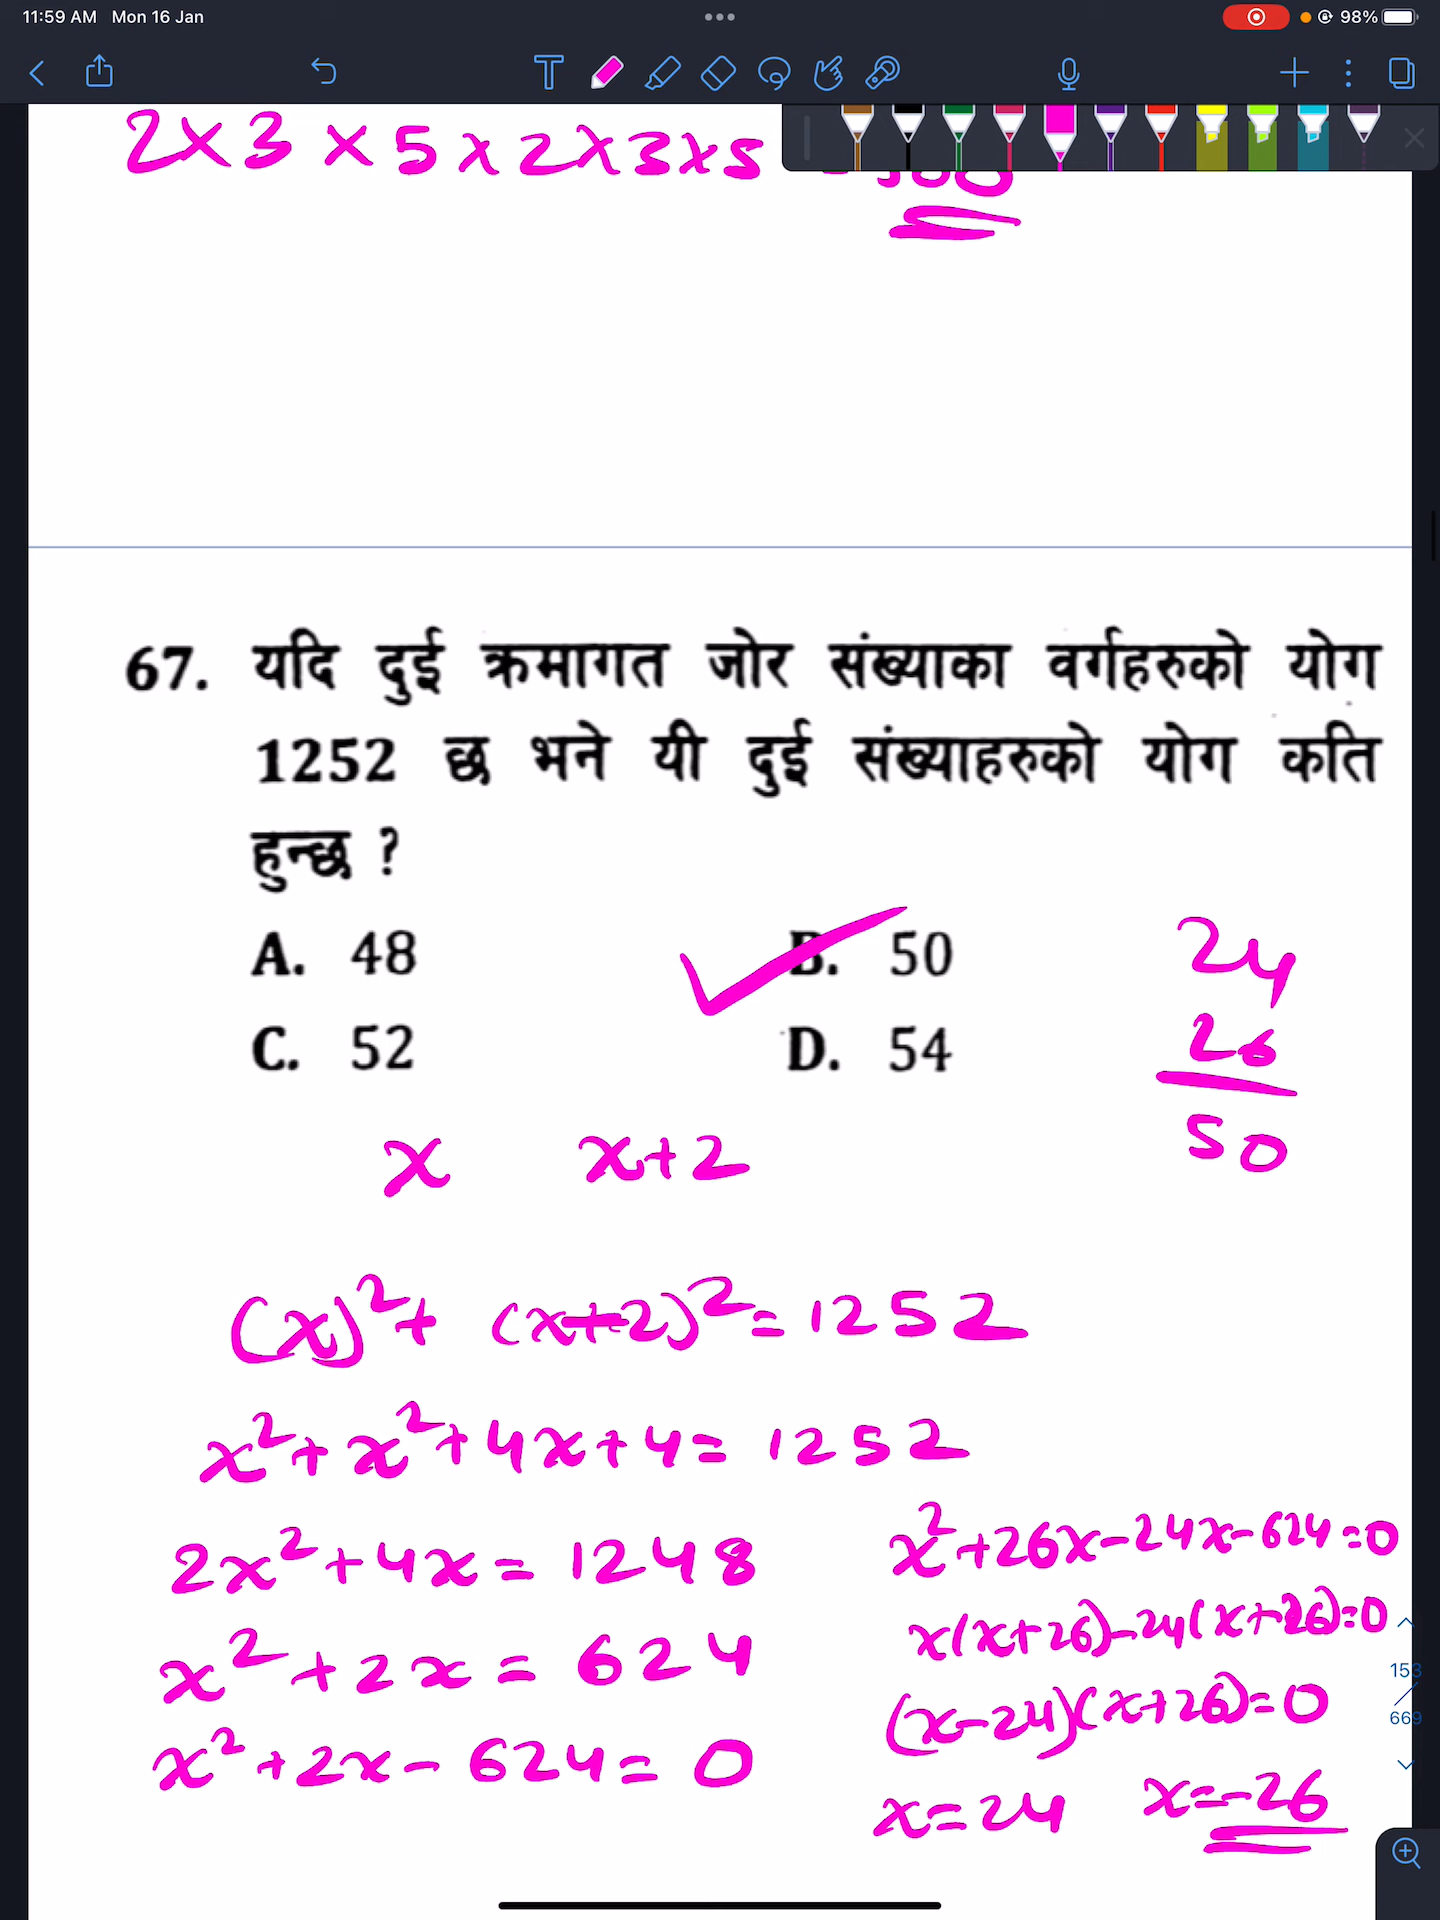 11:59 AM Mon 16 Jan
98%
2×3×5×2×3×5
67. यदि दुई क्रमागत जोर संख्याका वर्गहरुको योग
1252 छ भने यी दुई संख्याहरुको योग कति
हुन्छ ?
A. 48 B. 50
C. 52 D. 54
24
26
50
x x+2
(x)²+ (x+2)²=1252
x²+x²+4x+4=1252
2x²+4x=1248
x²+2x=624
x²+2x-624=0
x²+26x-24x-624=0
x(x+26)-24(x+26)=0
(x-24)(x+26)=0
x=24 x=-26
153
669